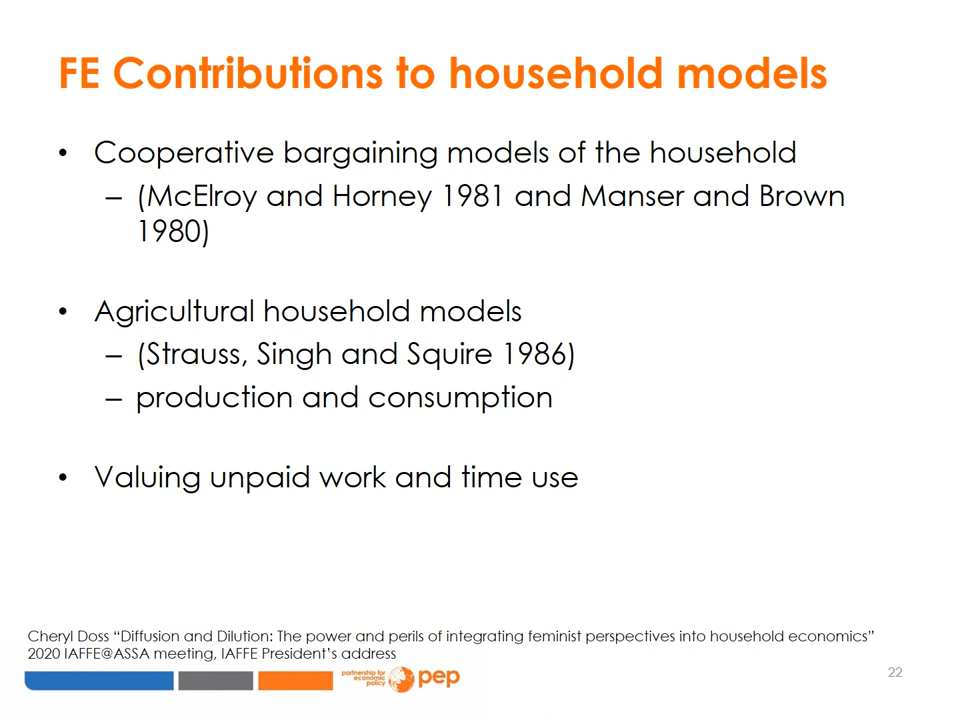 FE Contributions to household models
• Cooperative bargaining models of the household
– (McElroy and Horney 1981 and Manser and Brown
1980)
• Agricultural household models
– (Strauss, Singh and Squire 1986)
– production and consumption
• Valuing unpaid work and time use
Cheryl Doss “Diffusion and Dilution: The power and perils of integrating feminist perspectives into household economics”
2020 IAFFE@ASSA meeting, IAFFE President’s address
partnership for
economic
policy
pep
22